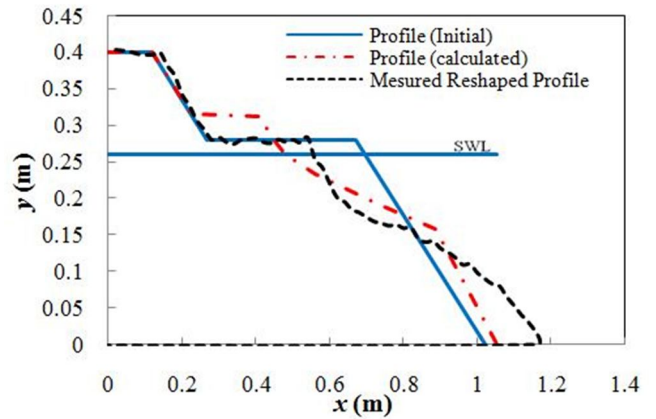 0.45
0.4
0.35
0.3
0.25
0.2
0.15
0.1
0.05
0
y (m)
Profile (Initial)
Profile (calculated)
Mesured Reshaped Profile
SWL
0 0.2 0.4 0.6 0.8 1 1.2 1.4
x (m)